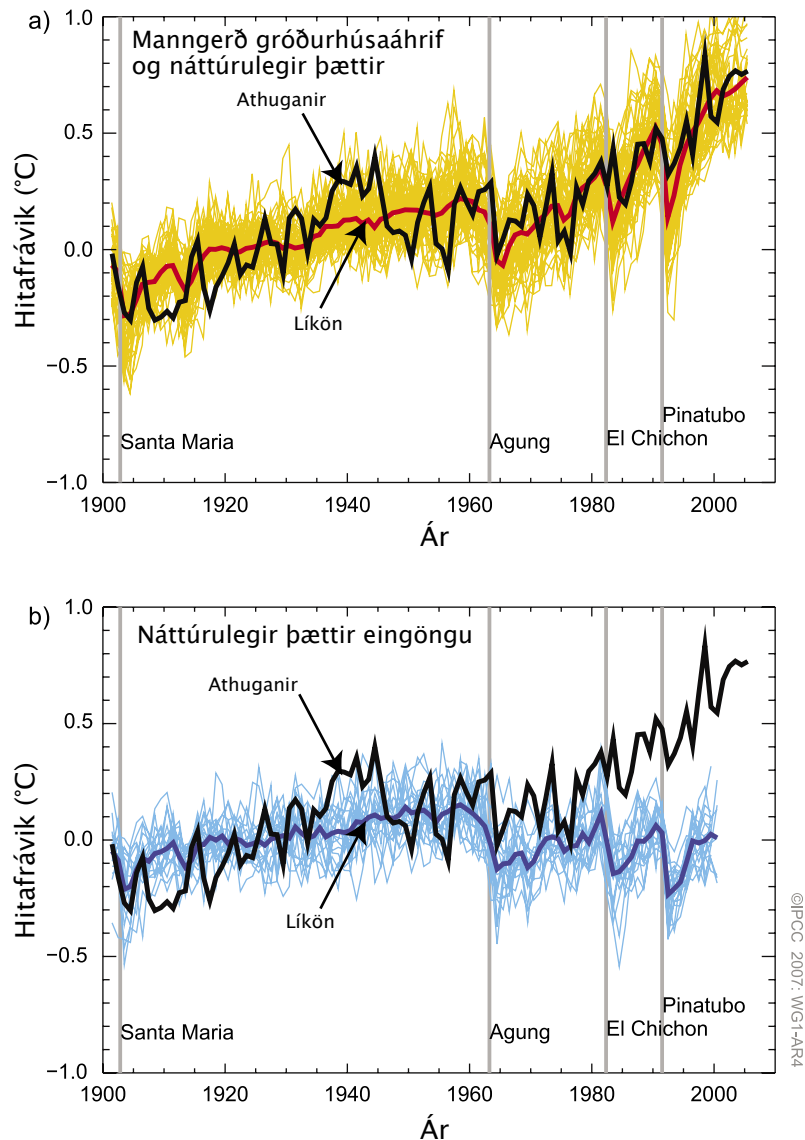 a)
Manngerð gróðurhúsaáhrif
og náttúrulegir þættir
Athuganir
Líkön
Hitafrávik (°C)
1.0
0.5
0.0
−0.5
−1.0
Santa Maria
Agung
El Chichon
Pinatubo
1900
1920
1940
1960
1980
2000
Ár
b)
Náttúrulegir þættir eingöngu
Athuganir
Líkön
Hitafrávik (°C)
1.0
0.5
0.0
−0.5
−1.0
Santa Maria
Agung
El Chichon
Pinatubo
1900
1920
1940
1960
1980
2000
Ár
©IPCC 2007: WG1-AR4